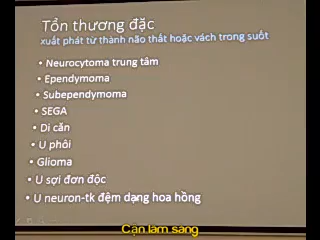 Tổn thương đặc
xuất phát từ thành não thất hoặc vách trong suốt
• Neurocytoma trung tâm
• Ependymoma
• Subependymoma
• SEGA
• Di căn
• U phôi
• Glioma
• U sợi đơn độc
• U neuron-tk đệm dạng hoa hồng
Cận lâm sàng